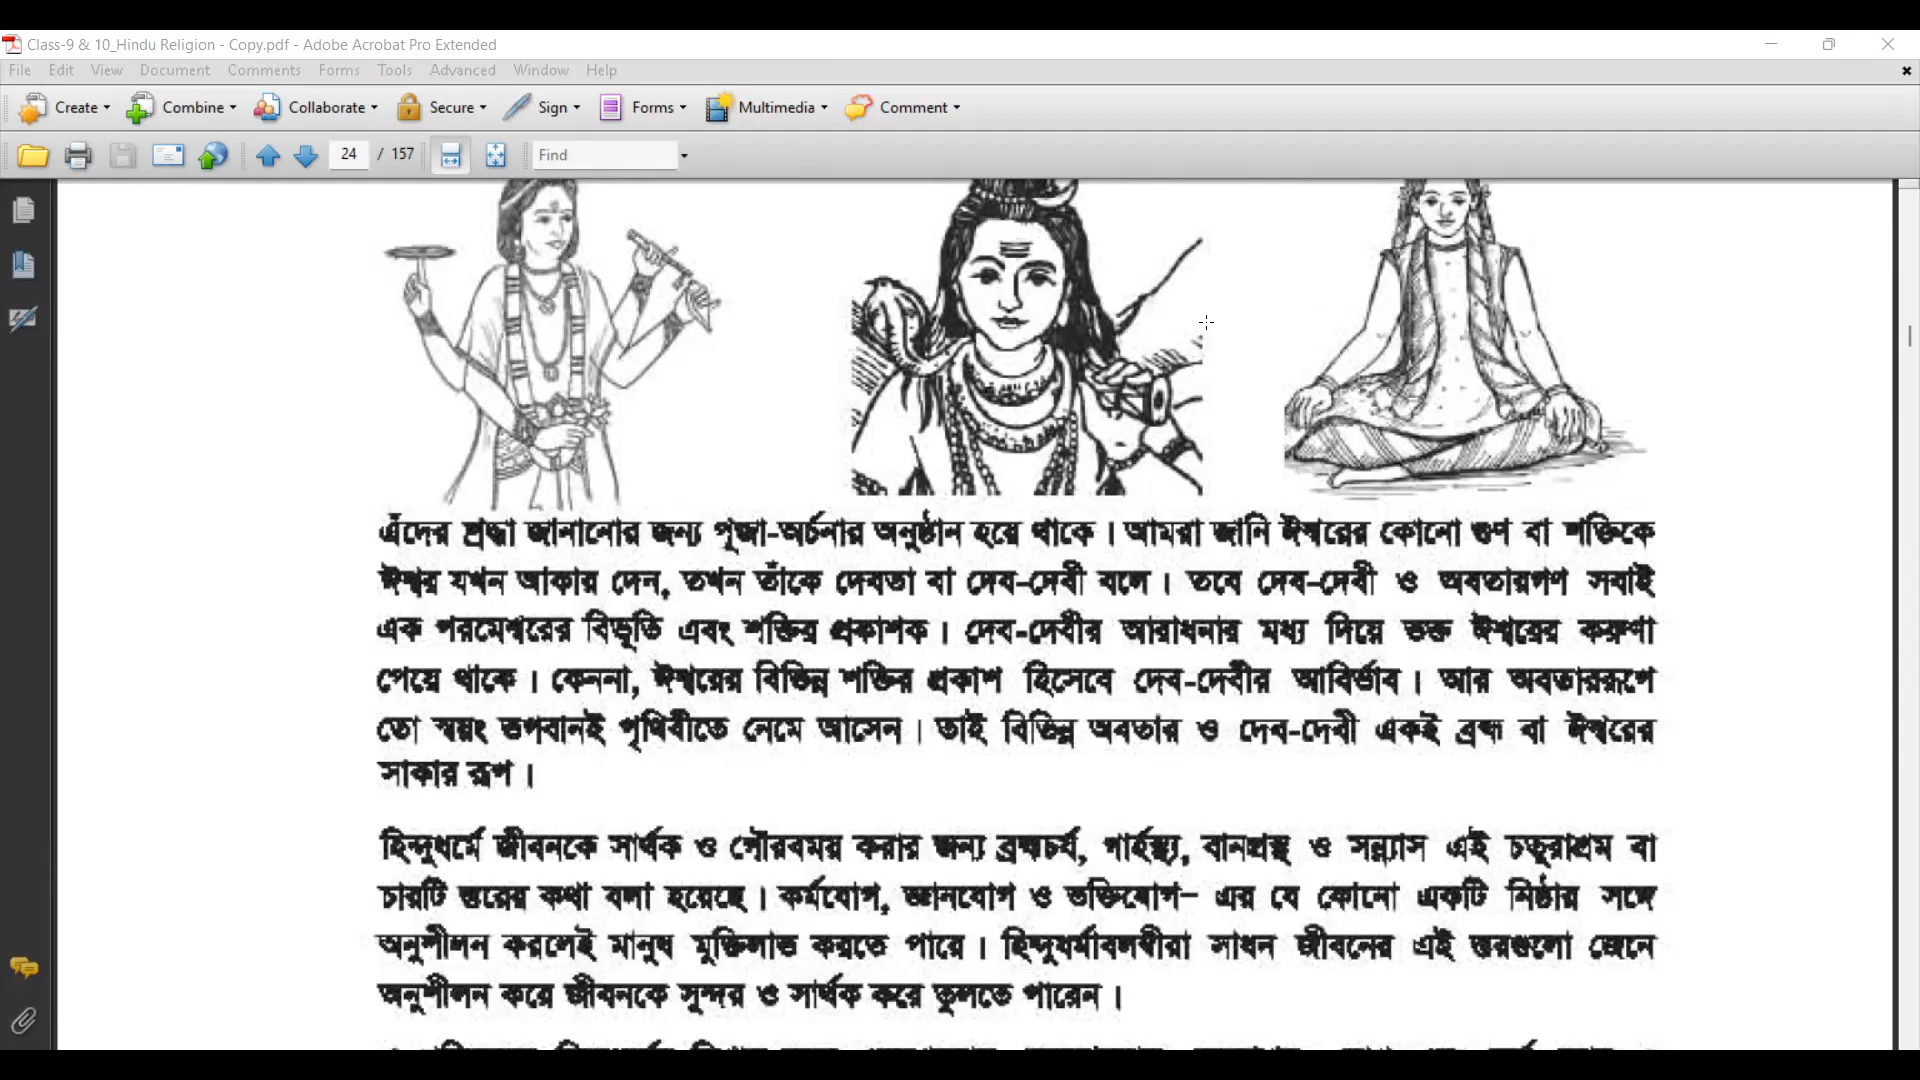 Class-9 & 10_Hindu Religion - Copy.pdf - Adobe Acrobat Pro Extended
File Edit View Document Comments Forms Tools Advanced Window Help
Create Combine Collaborate Secure Sign Forms Multimedia Comment
24 / 157 Find
এঁদের শ্রদ্ধা জানানোর জন্য পূজা-অর্চনার অনুষ্ঠান হয়ে থাকে । আমরা জানি ঈশ্বরের কোনো গুণ বা শক্তিকে
ঈশ্বর যখন আকার দেন, তখন তাঁকে দেবতা বা দেব-দেবী বলে । তবে দেব-দেবী ও অবতারগণ সবাই
এক পরমেশ্বরের বিভূতি এবং শক্তির প্রকাশক । দেব-দেবীর আরাধনার মধ্য দিয়ে ভক্ত ঈশ্বরের করুণা
পেয়ে থাকে । কেননা, ঈশ্বরের বিভিন্ন শক্তির প্রকাশ হিসেবে দেব-দেবীর আবির্ভাব । আর অবতাররূপে
তো স্বয়ং ভগবানই পৃথিবীতে নেমে আসেন । তাই বিভিন্ন অবতার ও দেব-দেবী একই ব্রহ্ম বা ঈশ্বরের
সাকার রূপ ।
হিন্দুধর্মে জীবনকে সার্থক ও গৌরবময় করার জন্য ব্রহ্মচর্য, গার্হস্থ্য, বানপ্রস্থ ও সন্ন্যাস এই চতুরাশ্রম বা
চারটি স্তরের কথা বলা হয়েছে । কর্মযোগ, জ্ঞানযোগ ও ভক্তিযোগ– এর যে কোনো একটি নিষ্ঠার সঙ্গে
অনুশীলন করলেই মানুষ মুক্তিলাভ করতে পারে । হিন্দুধর্মাবলম্বীরা সাধন জীবনের এই স্তরগুলো জেনে
অনুশীলন করে জীবনকে সুন্দর ও সার্থক করে তুলতে পারেন ।